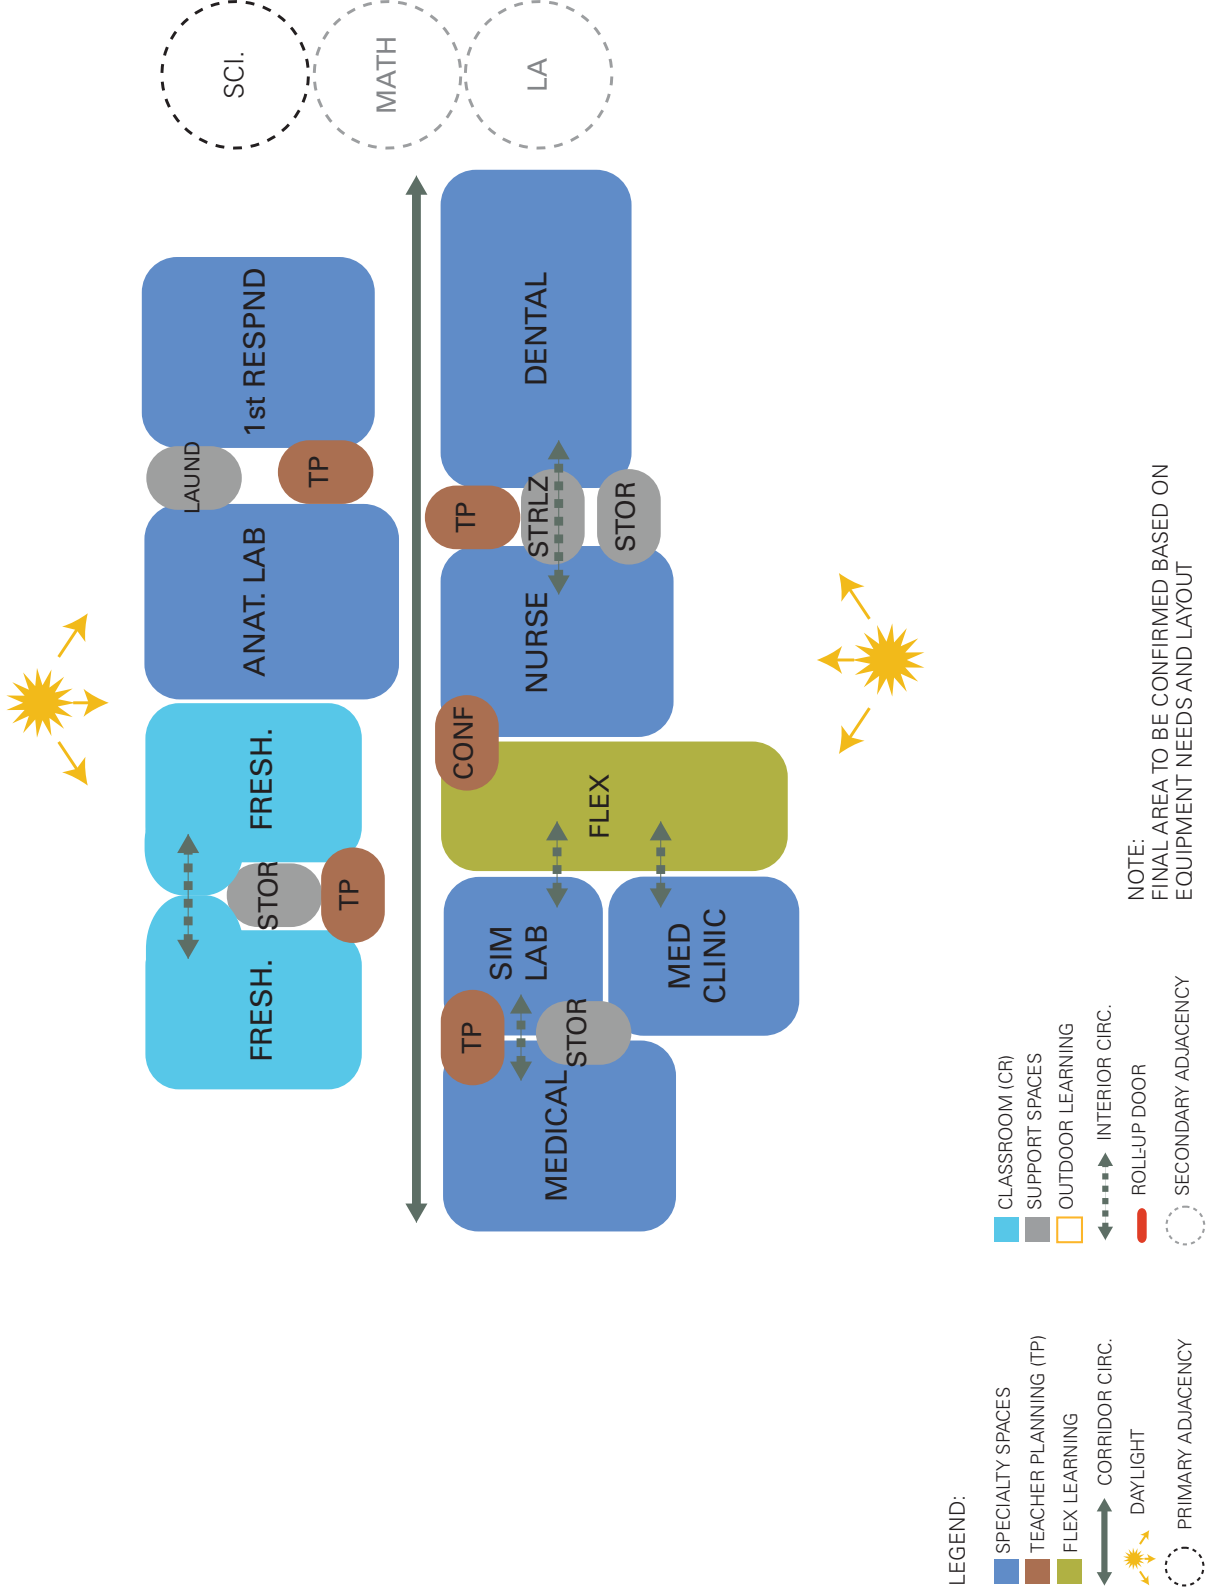 FRESH.
STOR
TP
FRESH.
ANAT. LAB
LAUND
TP
1st RESPND
SCI.
MATH
LA
MEDICAL
TP
STOR
SIM
LAB
MED
CLINIC
FLEX
CONF
NURSE
TP
STRLZ
STOR
DENTAL
LEGEND:
SPECIALTY SPACES
TEACHER PLANNING (TP)
FLEX LEARNING
CORRIDOR CIRC.
DAYLIGHT
PRIMARY ADJACENCY
CLASSROOM (CR)
SUPPORT SPACES
OUTDOOR LEARNING
INTERIOR CIRC.
ROLL-UP DOOR
SECONDARY ADJACENCY
NOTE:
FINAL AREA TO BE CONFIRMED BASED ON
EQUIPMENT NEEDS AND LAYOUT